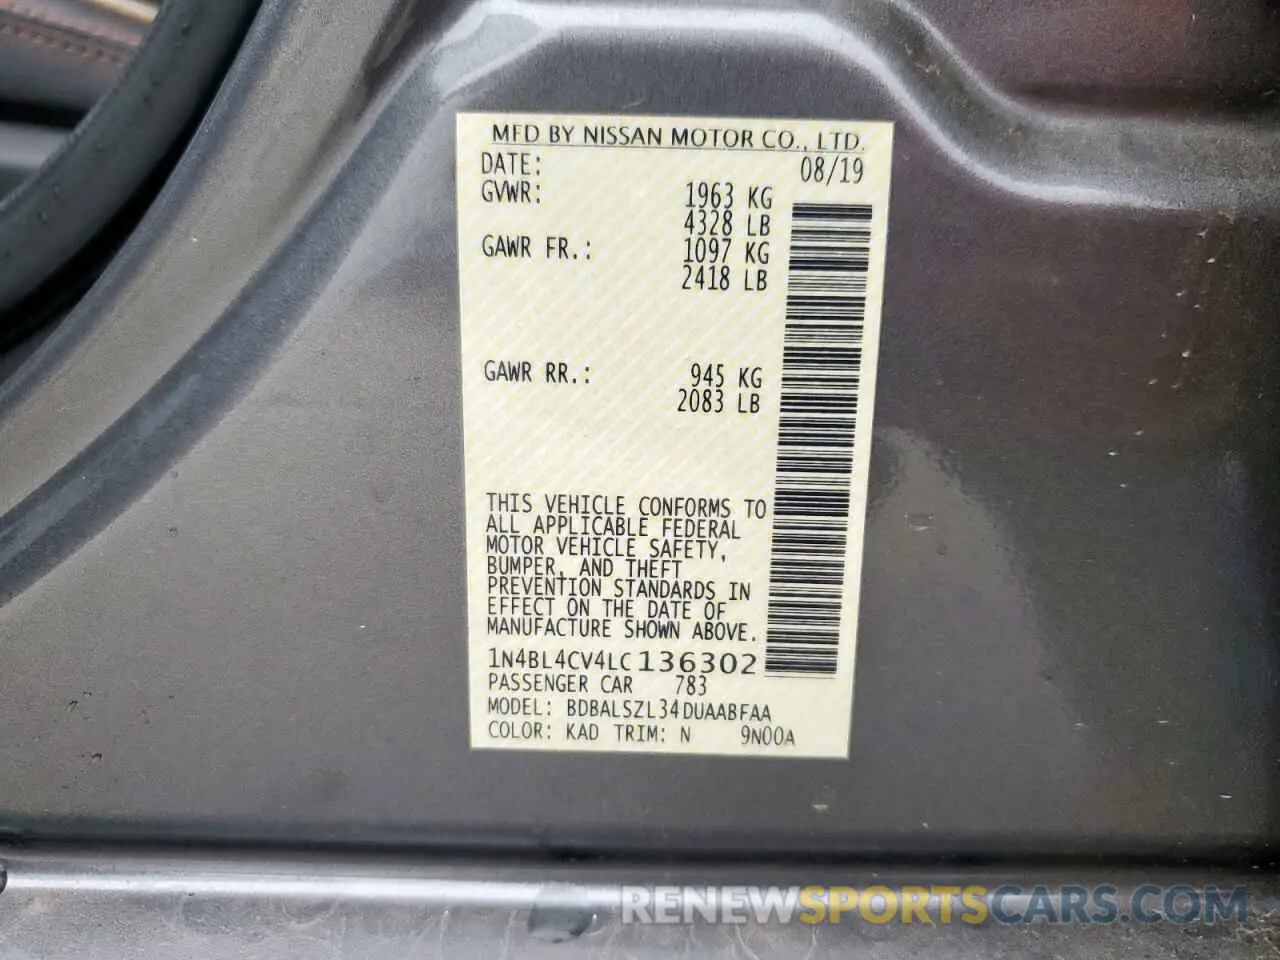 MFD BY NISSAN MOTOR CO., LTD.
DATE: 08/19
GVWR: 1963 KG
4328 LB
GAWR FR.: 1097 KG
2418 LB
GAWR RR.: 945 KG
2083 LB
THIS VEHICLE CONFORMS TO
ALL APPLICABLE FEDERAL
MOTOR VEHICLE SAFETY,
BUMPER, AND THEFT
PREVENTION STANDARDS IN
EFFECT ON THE DATE OF
MANUFACTURE SHOWN ABOVE.
1N4BL4CV4LC136302
PASSENGER CAR 783
MODEL: BDBALSZL34DUAABFAA
COLOR: KAD TRIM: N 9N00A
RENEWSPORTSCARS.COM